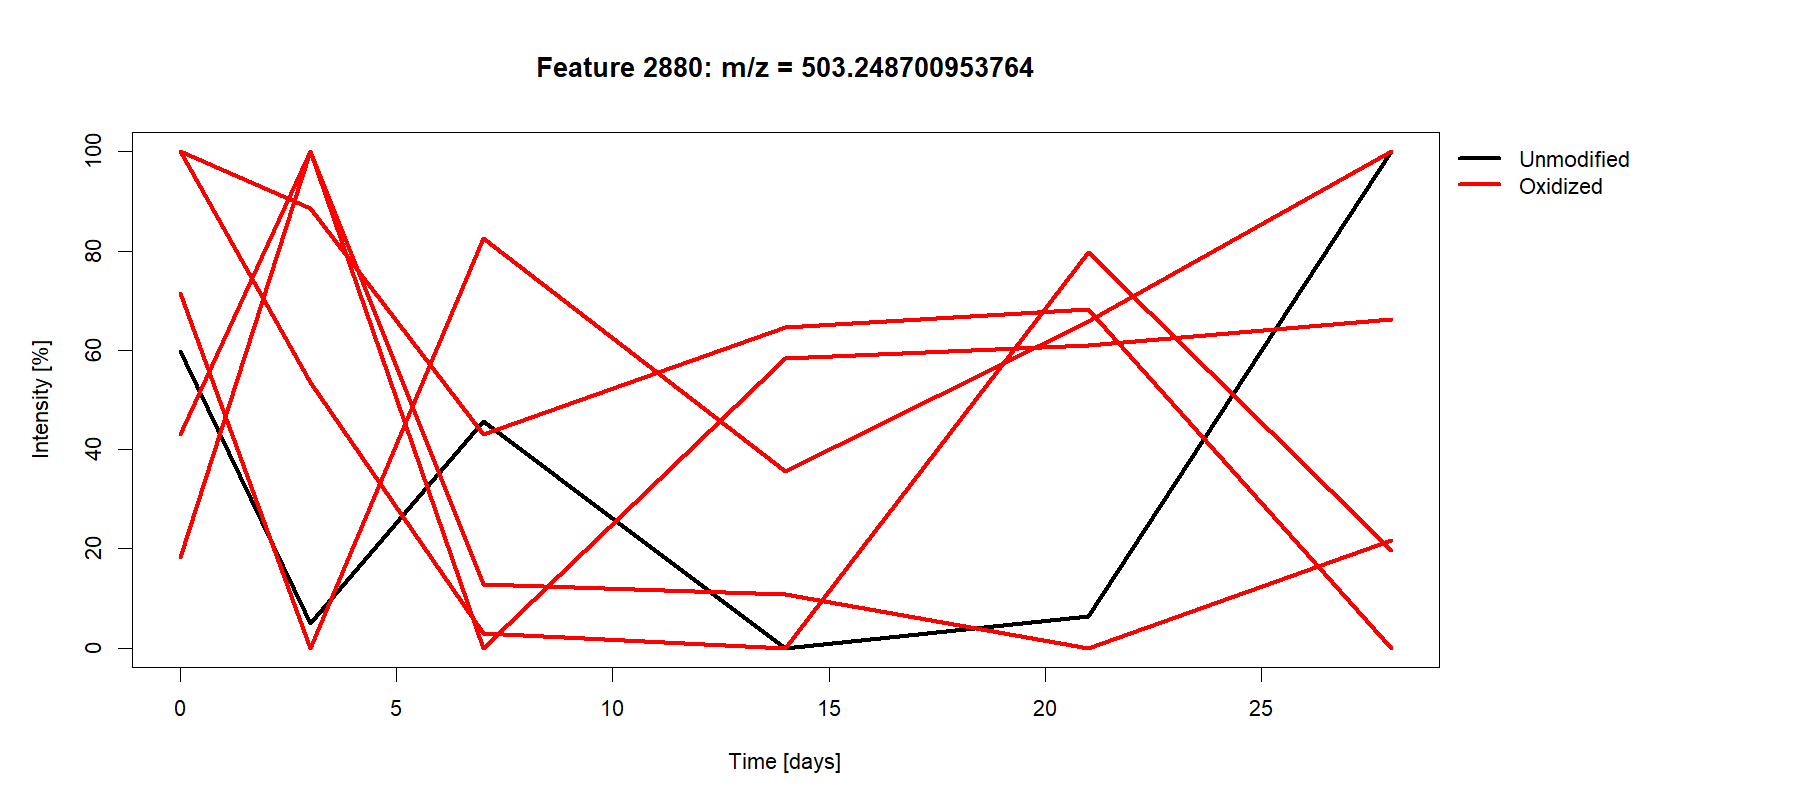 Feature 2880: m/z = 503.248700953764
Unmodified
Oxidized
Intensity [%]
100
80
60
40
20
0
0 5 10 15 20 25
Time [days]